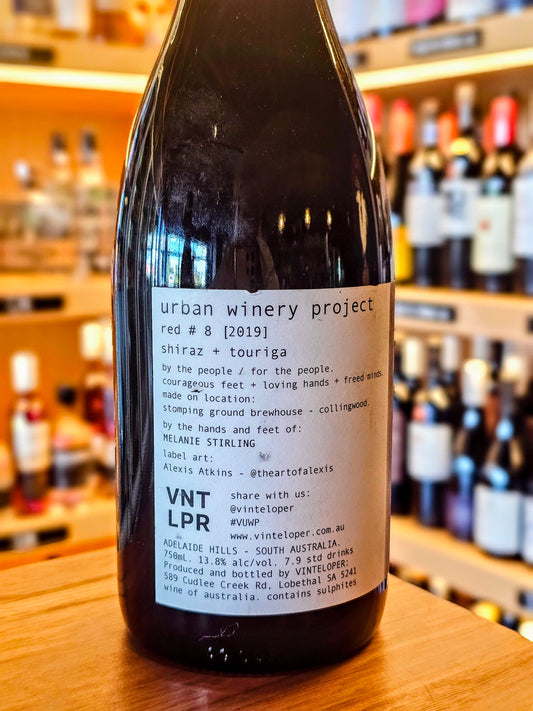 urban winery project
red # 8 [2019]
shiraz + touriga
by the people / for the people.
courageous feet + loving hands + freed minds.
made on location:
stomping ground brewhouse - collingwood.
by the hands and feet of:
MELANIE STIRLING
label art:
Alexis Atkins - @theartofalexis
VNT
LPR
share with us:
@vinteloper
#VUWP
www.vinteloper.com.au
ADELAIDE HILLS - SOUTH AUSTRALIA.
750mL. 13.8% alc/vol. 7.9 std drinks
Produced and bottled by VINTELOPER:
589 Cudlee Creek Rd, Lobethal SA 5241
wine of australia. contains sulphites